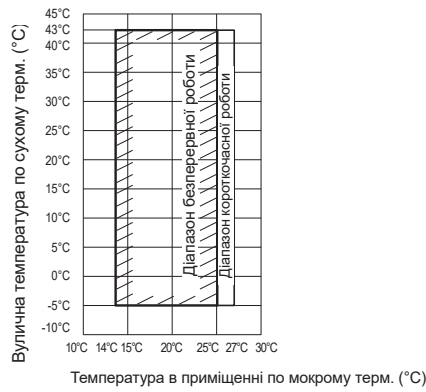 Вулична температура по сухому терм. (°C)
45°C
43°C
40°C
35°C
30°C
25°C
20°C
15°C
10°C
5°C
0°C
-5°C
-10°C
Діапазон безперервної роботи
Діапазон короткочасної роботи
10°C 14°C 15°C 20°C 25°C 27°C 30°C
Температура в приміщенні по мокрому терм. (°C)